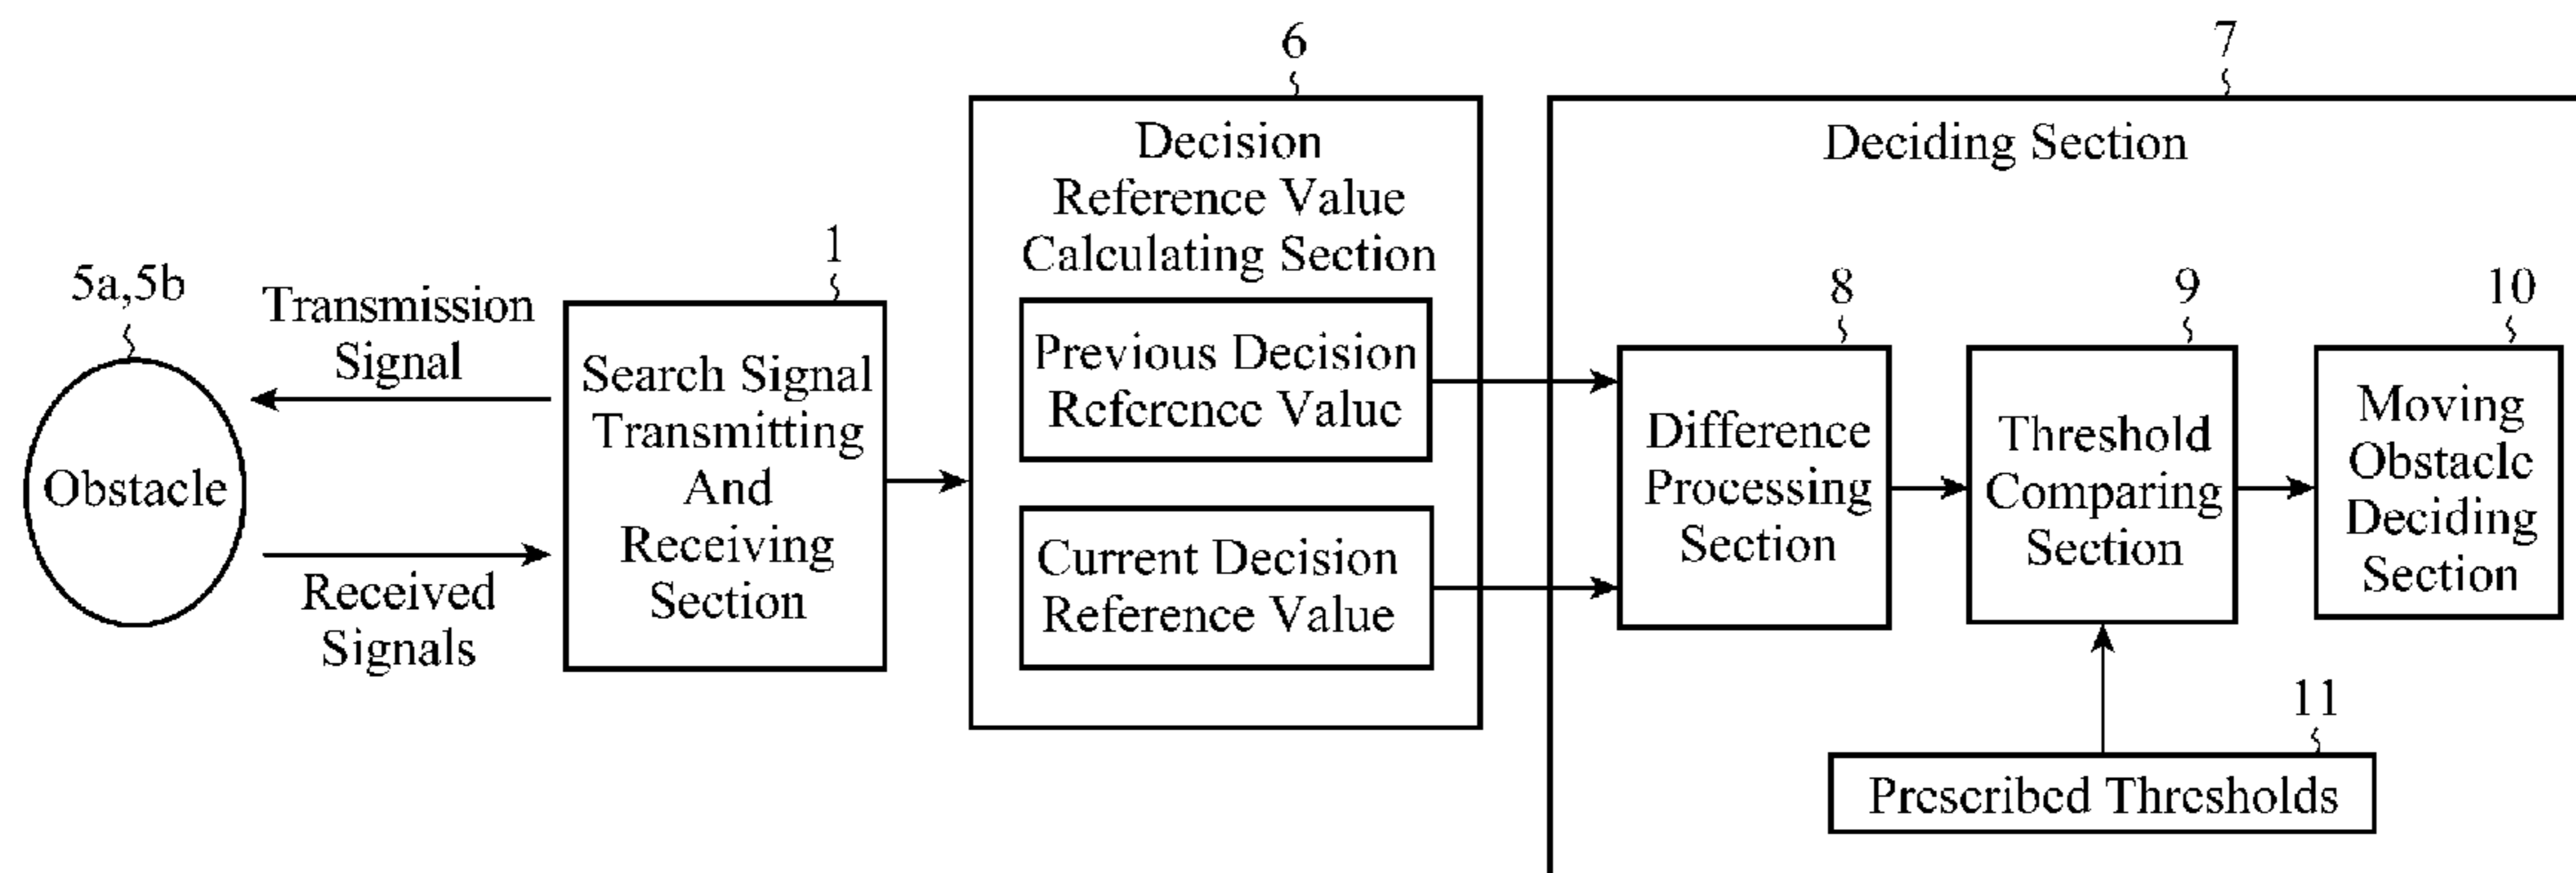 6
7
Decision
Reference Value
Calculating Section
Deciding Section
1
5a,5b
Transmission
Signal
Obstacle
Received
Signals
Search Signal
Transmitting
And
Receiving
Section
Previous Decision
Reference Value
Current Decision
Reference Value
8
Difference
Processing
Section
9
Threshold
Comparing
Section
10
Moving
Obstacle
Deciding
Section
11
Prescribed Thresholds